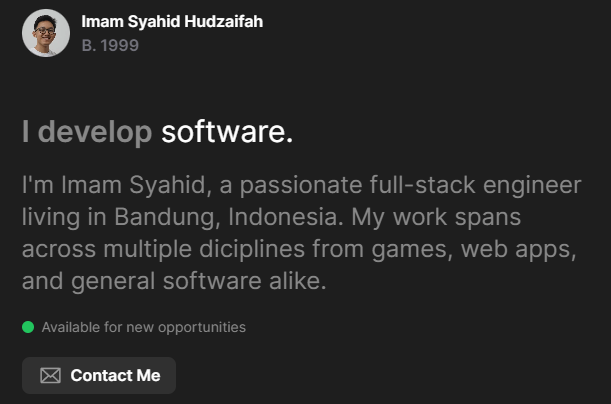 Imam Syahid Hudzaifah
B. 1999
I develop software.
I'm Imam Syahid, a passionate full-stack engineer
living in Bandung, Indonesia. My work spans
across multiple diciplines from games, web apps,
and general software alike.
Available for new opportunities
Contact Me